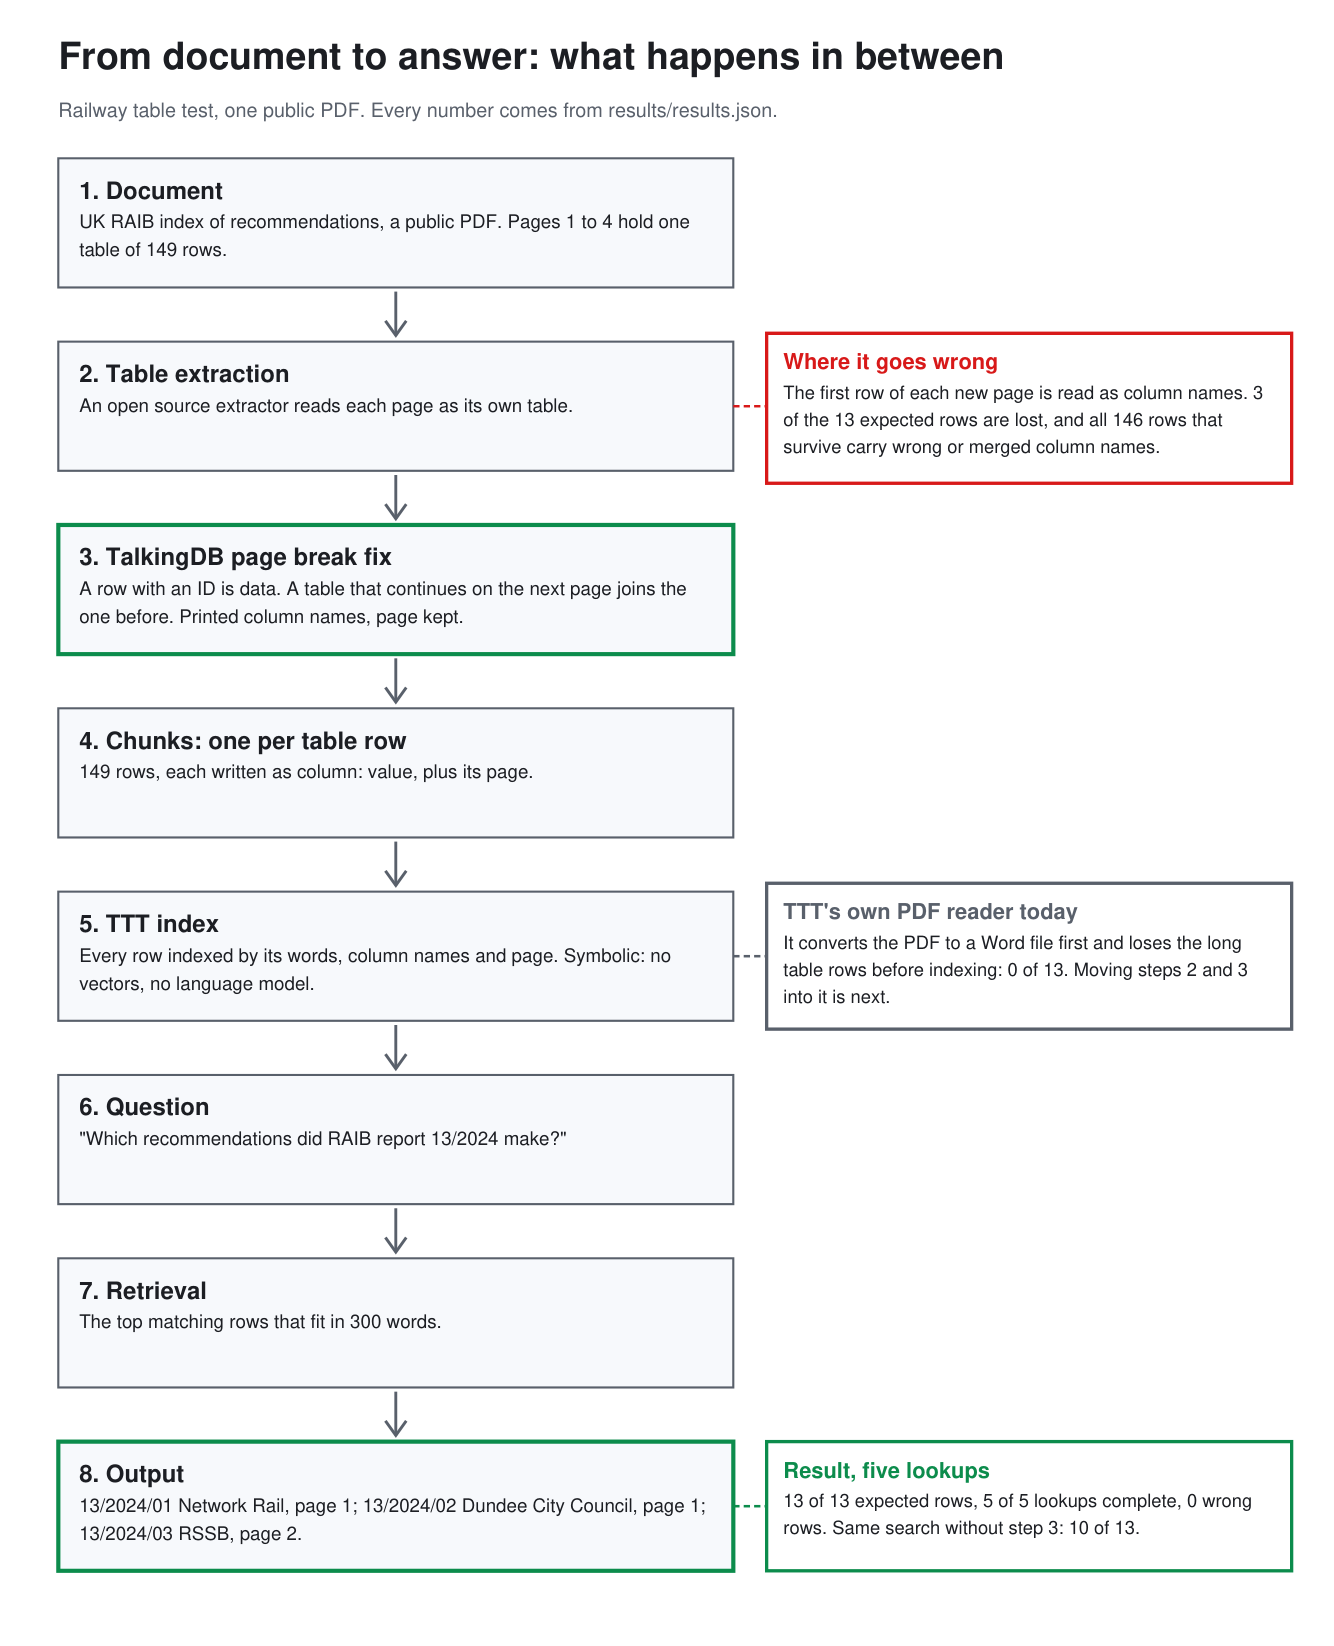 From document to answer: what happens in between
Railway table test, one public PDF. Every number comes from results/results.json.
1. Document
UK RAIB index of recommendations, a public PDF. Pages 1 to 4 hold one
table of 149 rows.
2. Table extraction
An open source extractor reads each page as its own table.
Where it goes wrong
The first row of each new page is read as column names. 3
of the 13 expected rows are lost, and all 146 rows that
survive carry wrong or merged column names.
3. TalkingDB page break fix
A row with an ID is data. A table that continues on the next page joins the
one before. Printed column names, page kept.
4. Chunks: one per table row
149 rows, each written as column: value, plus its page.
5. TTT index
Every row indexed by its words, column names and page. Symbolic: no
vectors, no language model.
TTT's own PDF reader today
It converts the PDF to a Word file first and loses the long
table rows before indexing: 0 of 13. Moving steps 2 and 3
into it is next.
6. Question
"Which recommendations did RAIB report 13/2024 make?"
7. Retrieval
The top matching rows that fit in 300 words.
8. Output
13/2024/01 Network Rail, page 1; 13/2024/02 Dundee City Council, page 1;
13/2024/03 RSSB, page 2.
Result, five lookups
13 of 13 expected rows, 5 of 5 lookups complete, 0 wrong
rows. Same search without step 3: 10 of 13.